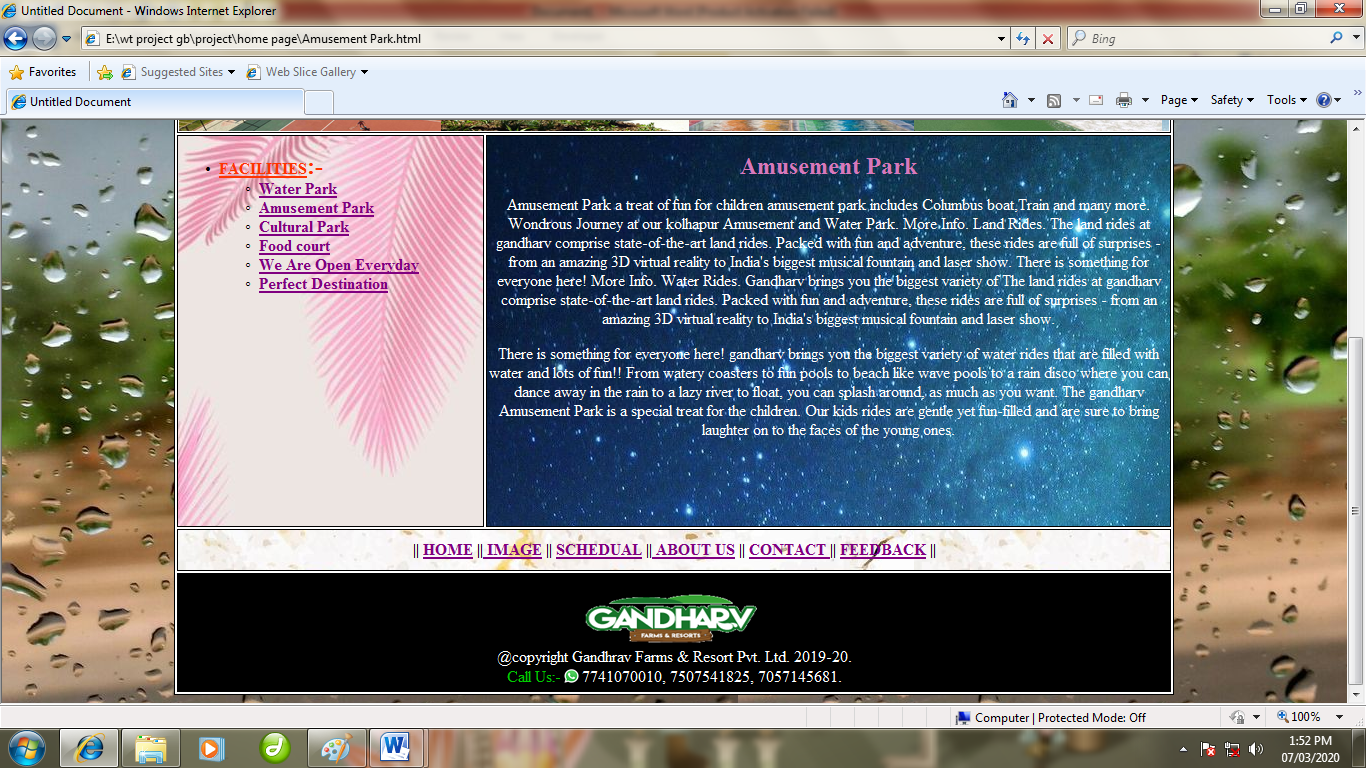 Untitled Document - Windows Internet Explorer
E:\wt project gb\project\home page\Amusement Park.html
Bing
Favorites
Suggested Sites
Web Slice Gallery
Untitled Document
Page
Safety
Tools
FACILITIES:-
Water Park
Amusement Park
Cultural Park
Food court
We Are Open Everyday
Perfect Destination
Amusement Park
Amusement Park a treat of fun for children amusement park includes Columbus boat,Train and many more.
Wondrous Journey at our kolhapur Amusement and Water Park. More Info. Land Rides. The land rides at
gandharv comprise state-of-the-art land rides. Packed with fun and adventure, these rides are full of surprises -
from an amazing 3D virtual reality to India's biggest musical fountain and laser show. There is something for
everyone here! More Info. Water Rides. Gandharv brings you the biggest variety of The land rides at gandharv
comprise state-of-the-art land rides. Packed with fun and adventure, these rides are full of surprises - from an
amazing 3D virtual reality to India's biggest musical fountain and laser show.
There is something for everyone here! gandharv brings you the biggest variety of water rides that are filled with
water and lots of fun!! From watery coasters to fun pools to beach like wave pools to a rain disco where you can
dance away in the rain to a lazy river to float, you can splash around, as much as you want. The gandharv
Amusement Park is a special treat for the children. Our kids rides are gentle yet fun-filled and are sure to bring
laughter on to the faces of the young ones.
|| HOME || IMAGE || SCHEDUAL || ABOUT US || CONTACT || FEEDBACK ||
GANDHARV
FARMS & RESORTS
@copyright Gandhrav Farms & Resort Pvt. Ltd. 2019-20.
Call Us:- 7741070010, 7507541825, 7057145681.
Computer | Protected Mode: Off
100%
1:52 PM
07/03/2020